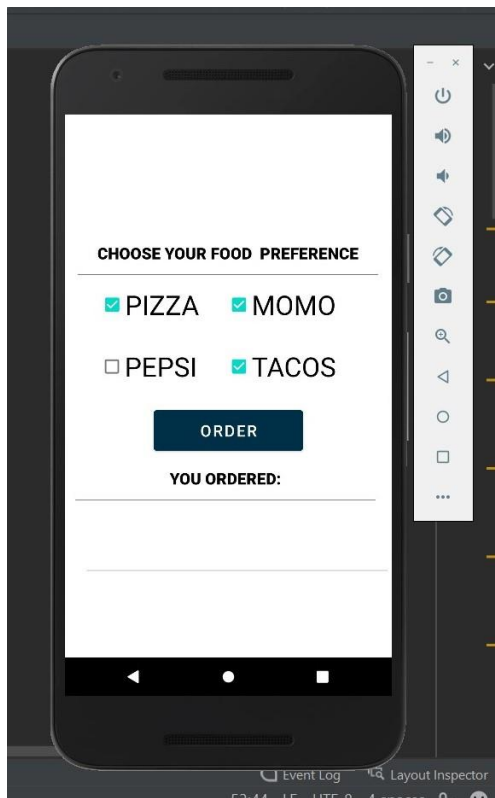 CHOOSE YOUR FOOD  PREFERENCE
PIZZA MOMO
PEPSI TACOS
ORDER
YOU ORDERED:
Event Log Layout Inspector